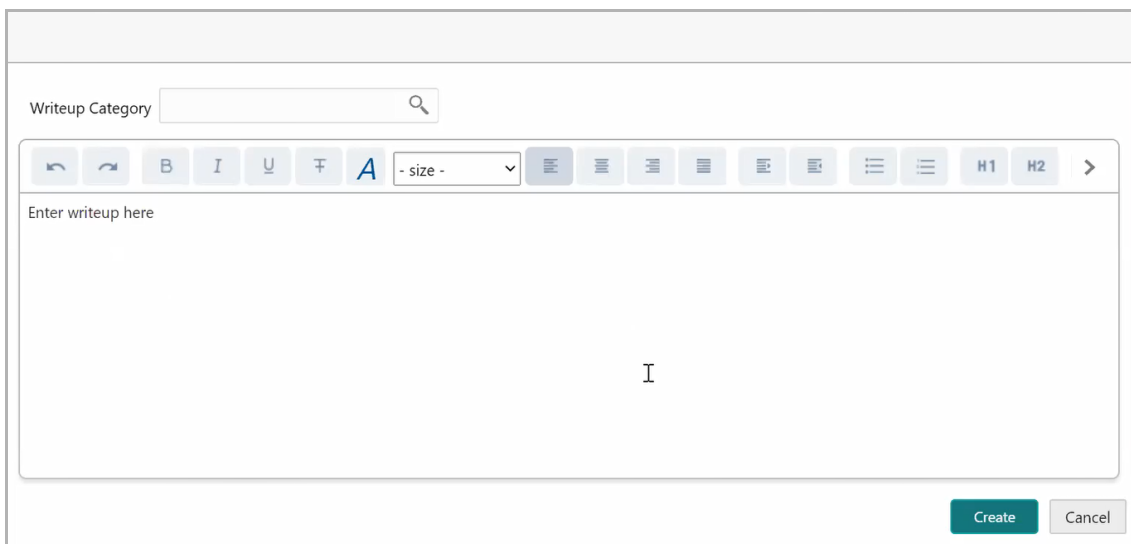 Writeup Category
B I U T A - size - H1 H2
Enter writeup here
Create Cancel